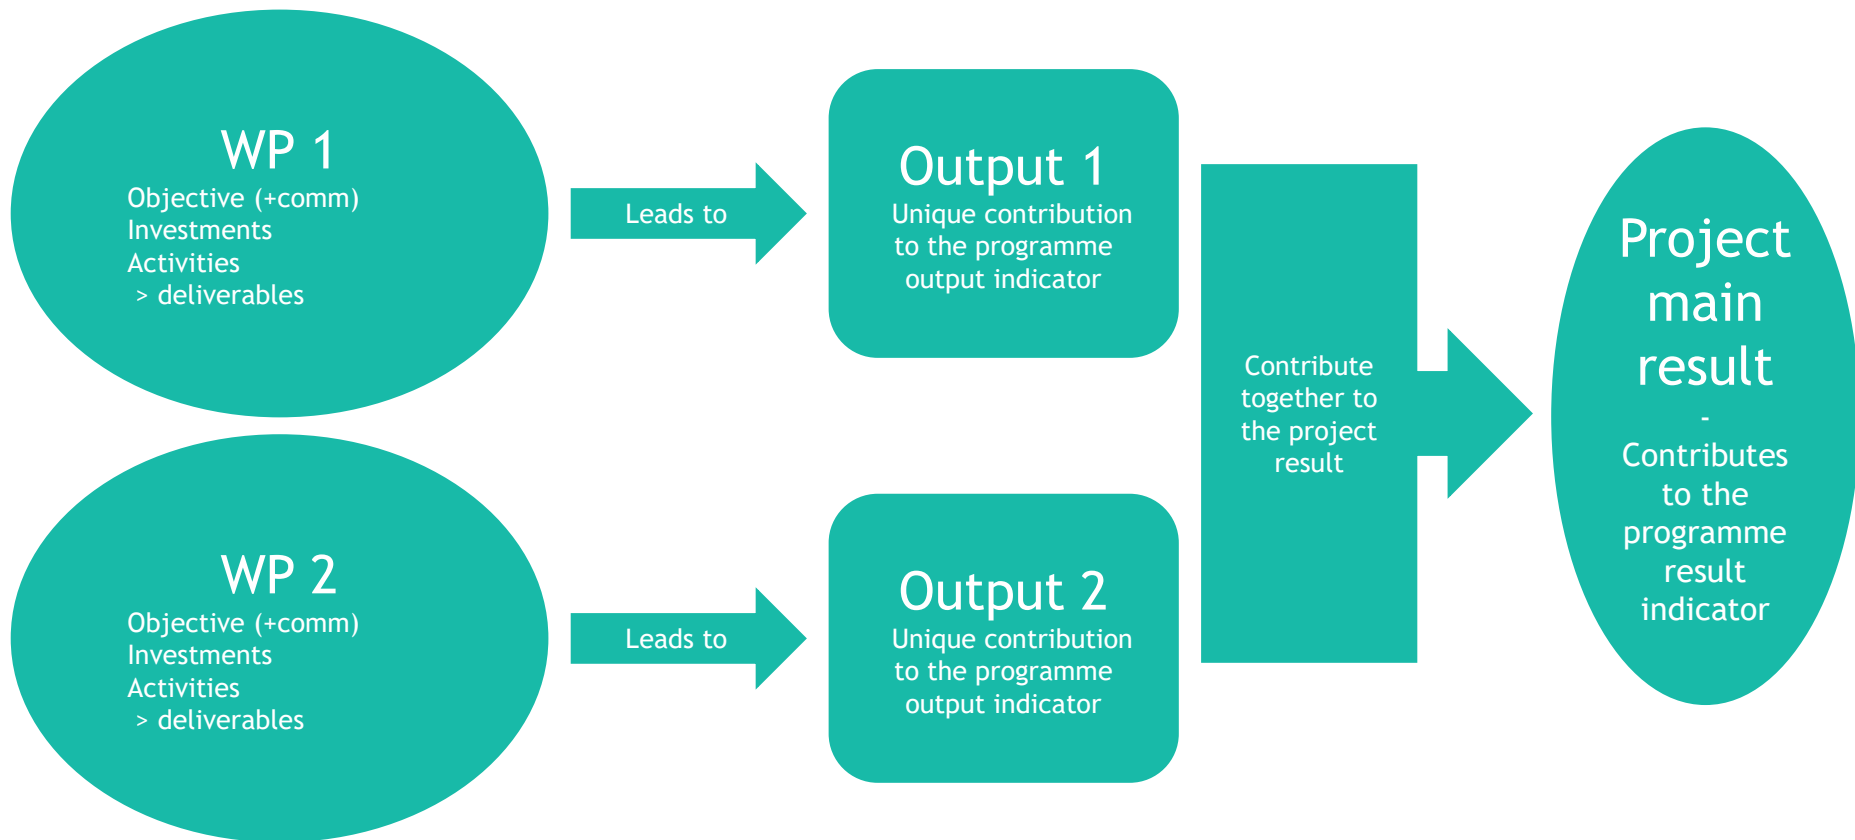 WP 1
Objective (+comm)
Investments
Activities
> deliverables
Leads to
Output 1
Unique contribution
to the programme
output indicator
WP 2
Objective (+comm)
Investments
Activities
> deliverables
Leads to
Output 2
Unique contribution
to the programme
output indicator
Contribute
together to
the project
result
Project
main
result
-
Contributes
to the
programme
result
indicator